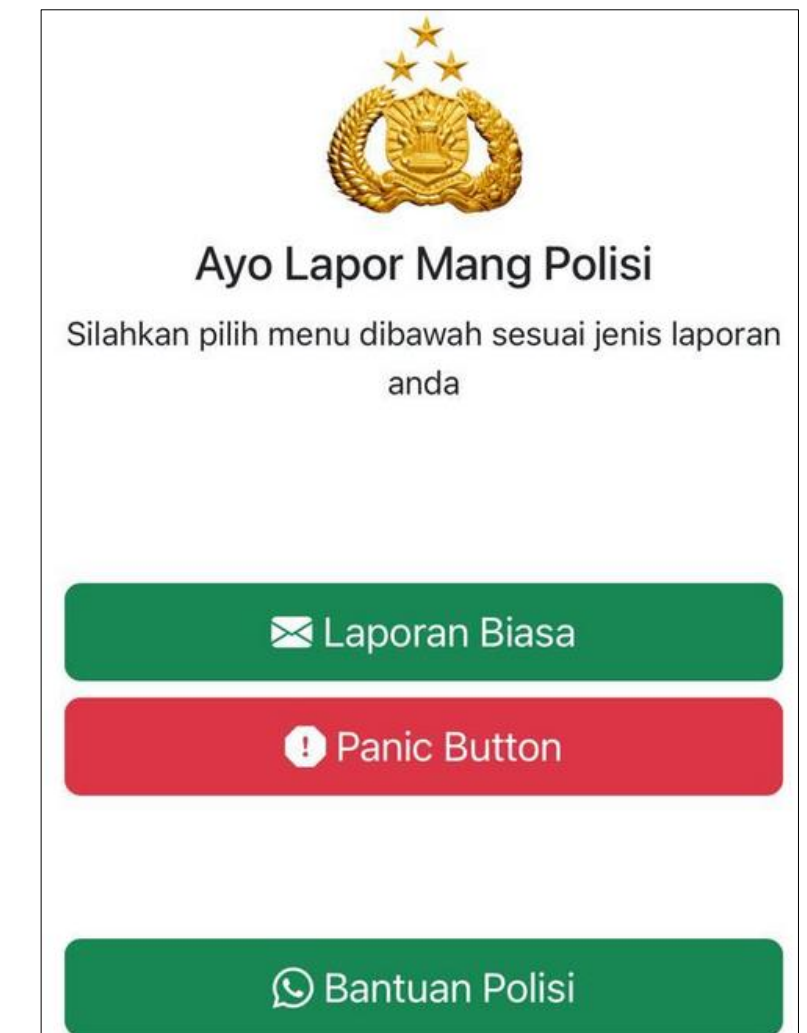 Ayo Lapor Mang Polisi
Silahkan pilih menu dibawah sesuai jenis laporan
anda
Laporan Biasa
Panic Button
Bantuan Polisi